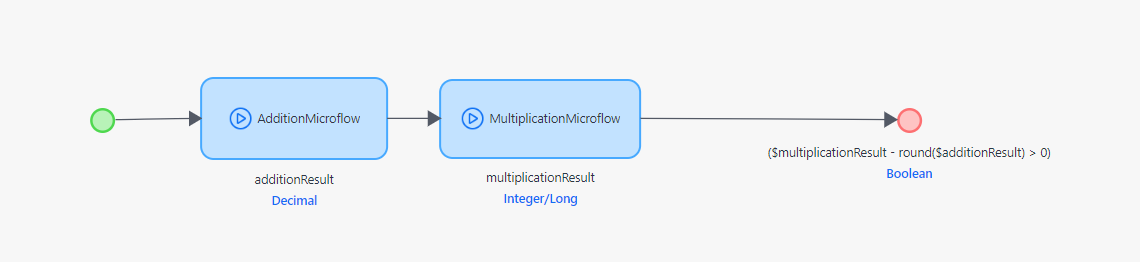 AdditionMicroflow
MultiplicationMicroflow
additionResult
Decimal
multiplicationResult
Integer/Long
($multiplicationResult - round($additionResult) > 0)
Boolean